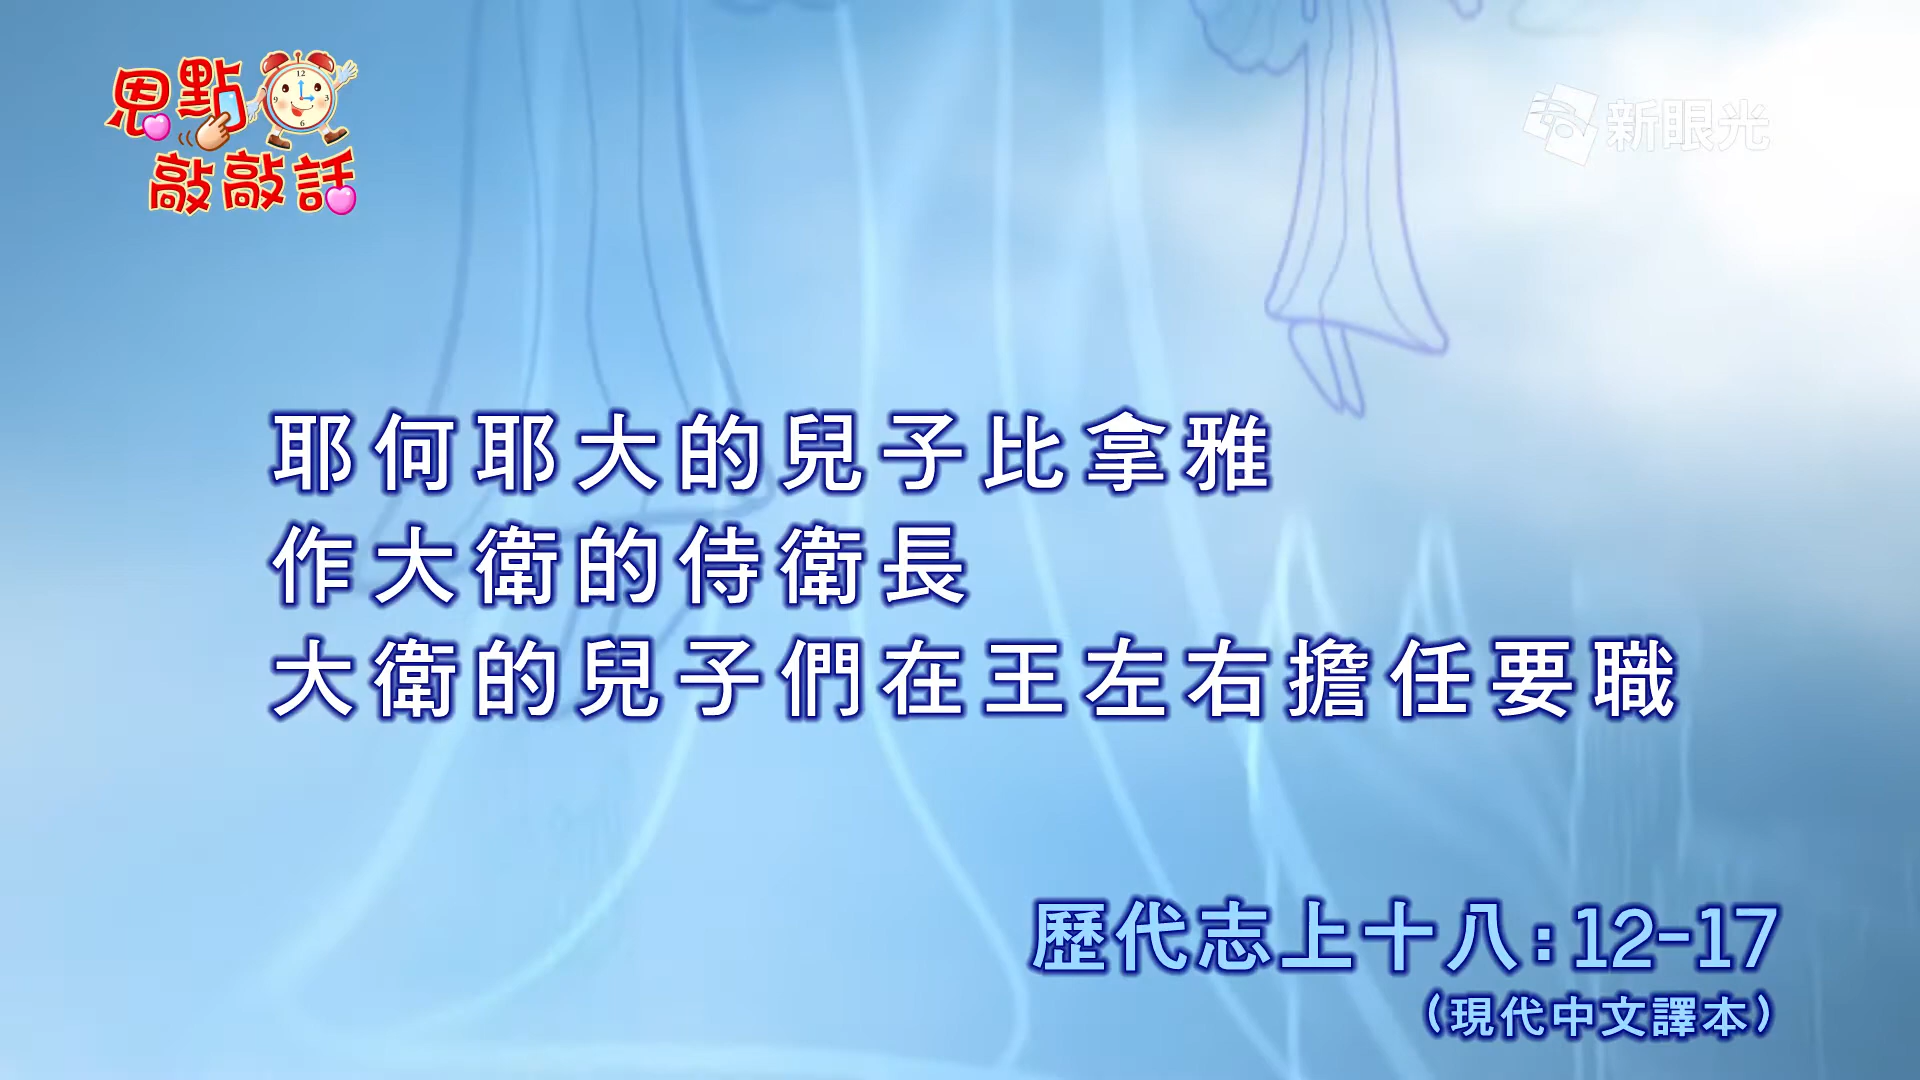 恩點
敲敲話
新眼光
耶何耶大的兒子比拿雅
作大衛的侍衛長
大衛的兒子們在王左右擔任要職
歷代志上十八:12-17
(現代中文譯本)